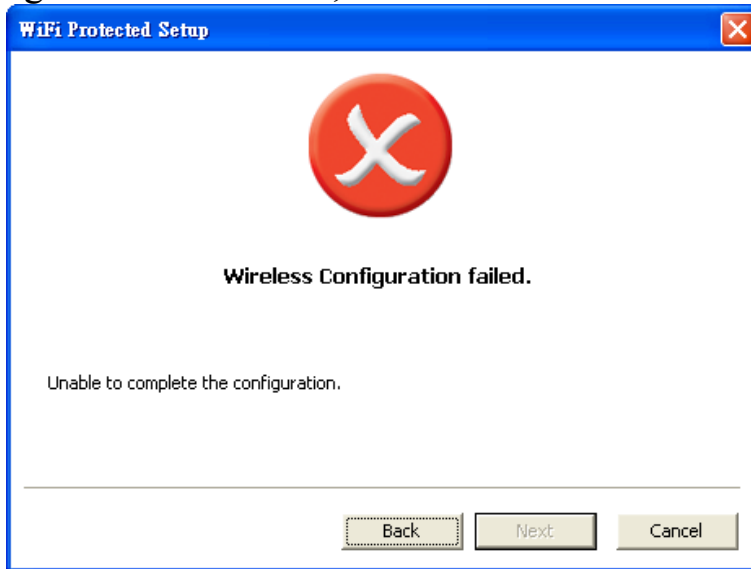 WiFi Protected Setup
Wireless Configuration failed.
Unable to complete the configuration.
Back Next Cancel